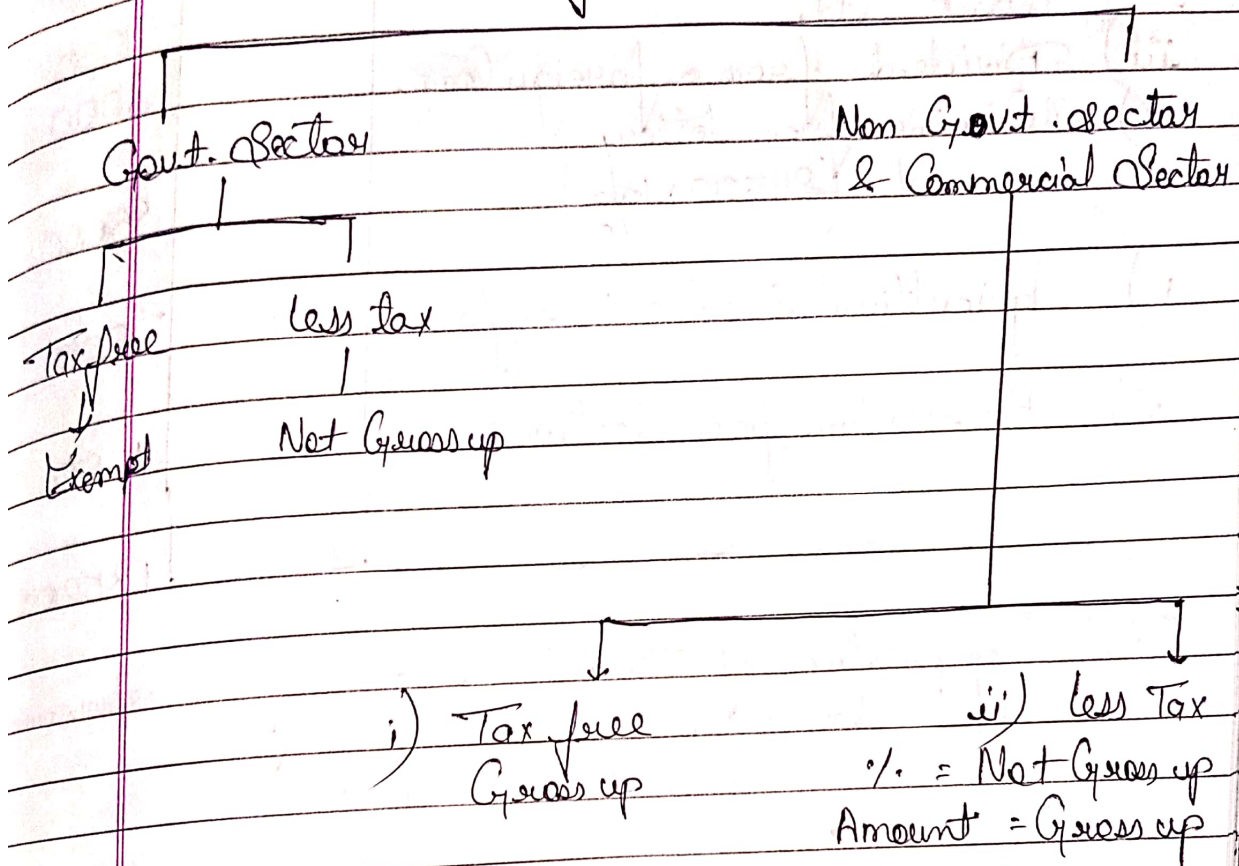 Govt. Sector
Non Govt. Sector
& Commercial Sector
Tax free
less tax
Exempt
Not Gross up
i) Tax free
Gross up
ii) less Tax
% = Not Gross up
Amount = Gross up